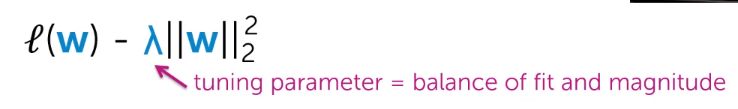 ℓ(w) - λ||w||₂²
tuning parameter = balance of fit and magnitude